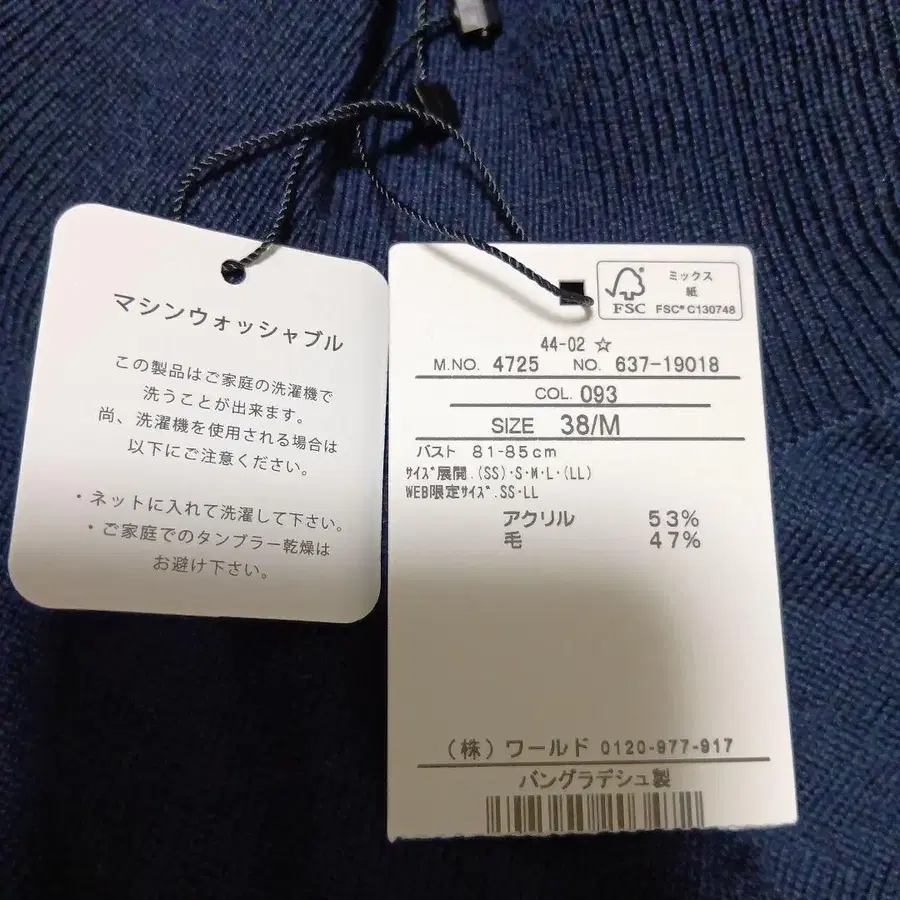 マシンウォッシャブル
この製品はご家庭の洗濯機で
洗うことが出来ます。
尚、洗濯機を使用される場合は
以下にご注意ください。
・ネットに入れて洗濯して下さい。
・ご家庭でのタンブラー乾燥は
お避け下さい。
FSC
ミックス
紙
FSC® C130748
44-02 ☆
M.NO. 4725 NO. 637-19018
COL. 093
SIZE 38/M
バスト 81-85cm
ｻｲｽﾞ展開.(SS)・S・M・L・(LL)
WEB限定ｻｲｽﾞ.SS・LL
アクリル 53%
毛 47%
(株)ワールド 0120-977-917
バングラデシュ製